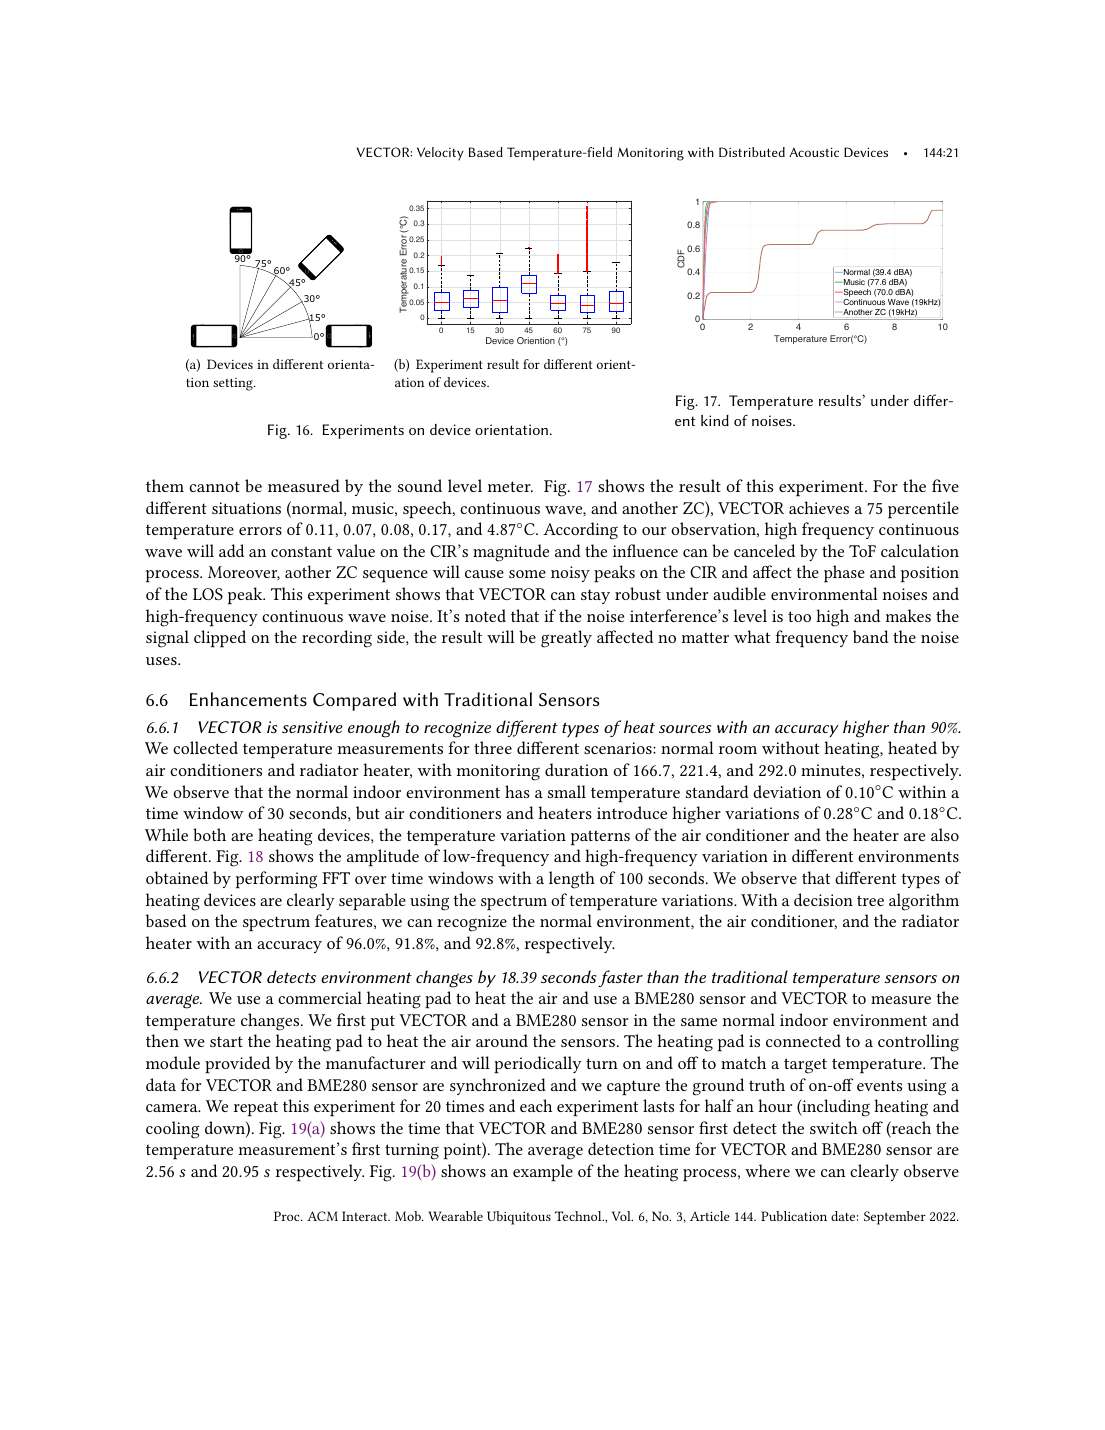 VECTOR: Velocity Based Temperature-field Monitoring with Distributed Acoustic Devices • 144:21
90°
75°
60°
45°
30°
15°
0°
(a) Devices in different orienta-
tion setting.
Temperature Error (°C)
0.35
0.3
0.25
0.2
0.15
0.1
0.05
0
0 15 30 45 60 75 90
Device Oriention (°)
(b) Experiment result for different orient-
ation of devices.
Fig. 16. Experiments on device orientation.
CDF
1
0.8
0.6
0.4
0.2
0
Normal (39.4 dBA)
Music (77.6 dBA)
Speech (70.0 dBA)
Continuous Wave (19kHz)
Another ZC (19kHz)
0 2 4 6 8 10
Temperature Error(°C)
Fig. 17. Temperature results' under differ-
ent kind of noises.
them cannot be measured by the sound level meter. Fig. 17 shows the result of this experiment. For the five
different situations (normal, music, speech, continuous wave, and another ZC), VECTOR achieves a 75 percentile
temperature errors of 0.11, 0.07, 0.08, 0.17, and 4.87°C. According to our observation, high frequency continuous
wave will add an constant value on the CIR's magnitude and the influence can be canceled by the ToF calculation
process. Moreover, aother ZC sequence will cause some noisy peaks on the CIR and affect the phase and position
of the LOS peak. This experiment shows that VECTOR can stay robust under audible environmental noises and
high-frequency continuous wave noise. It's noted that if the noise interference's level is too high and makes the
signal clipped on the recording side, the result will be greatly affected no matter what frequency band the noise
uses.
6.6 Enhancements Compared with Traditional Sensors
6.6.1 VECTOR is sensitive enough to recognize different types of heat sources with an accuracy higher than 90%.
We collected temperature measurements for three different scenarios: normal room without heating, heated by
air conditioners and radiator heater, with monitoring duration of 166.7, 221.4, and 292.0 minutes, respectively.
We observe that the normal indoor environment has a small temperature standard deviation of 0.10°C within a
time window of 30 seconds, but air conditioners and heaters introduce higher variations of 0.28°C and 0.18°C.
While both are heating devices, the temperature variation patterns of the air conditioner and the heater are also
different. Fig. 18 shows the amplitude of low-frequency and high-frequency variation in different environments
obtained by performing FFT over time windows with a length of 100 seconds. We observe that different types of
heating devices are clearly separable using the spectrum of temperature variations. With a decision tree algorithm
based on the spectrum features, we can recognize the normal environment, the air conditioner, and the radiator
heater with an accuracy of 96.0%, 91.8%, and 92.8%, respectively.
6.6.2 VECTOR detects environment changes by 18.39 seconds faster than the traditional temperature sensors on
average. We use a commercial heating pad to heat the air and use a BME280 sensor and VECTOR to measure the
temperature changes. We first put VECTOR and a BME280 sensor in the same normal indoor environment and
then we start the heating pad to heat the air around the sensors. The heating pad is connected to a controlling
module provided by the manufacturer and will periodically turn on and off to match a target temperature. The
data for VECTOR and BME280 sensor are synchronized and we capture the ground truth of on-off events using a
camera. We repeat this experiment for 20 times and each experiment lasts for half an hour (including heating and
cooling down). Fig. 19(a) shows the time that VECTOR and BME280 sensor first detect the switch off (reach the
temperature measurement's first turning point). The average detection time for VECTOR and BME280 sensor are
2.56 s and 20.95 s respectively. Fig. 19(b) shows an example of the heating process, where we can clearly observe
Proc. ACM Interact. Mob. Wearable Ubiquitous Technol., Vol. 6, No. 3, Article 144. Publication date: September 2022.